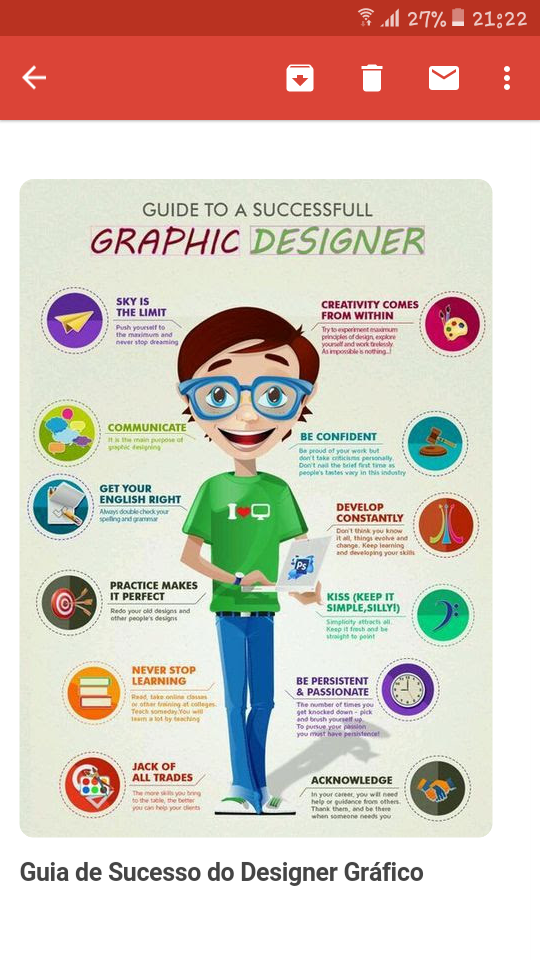 27% 21:22
GUIDE TO A SUCCESSFULL
GRAPHIC DESIGNER
SKY IS
THE LIMIT
Push yourself to
the maximum and
never stop dreaming
CREATIVITY COMES
FROM WITHIN
Try to experiment maximum
principles of design, explore
yourself and work tirelessly.
As impossible is nothing..!
COMMUNICATE
It is the main purpose of
graphic designing
BE CONFIDENT
Be proud of your work but
don't take criticisms personally.
Don't nail the brief first time as
people's tastes vary in this industry
GET YOUR
ENGLISH RIGHT
Always double check your
spelling and grammar
DEVELOP
CONSTANTLY
Don't think you know
it all, things evolve and
change. Keep learning
and developing your skills
I
Ps
PRACTICE MAKES
IT PERFECT
Redo your old designs and
other people's designs
KISS (KEEP IT
SIMPLE,SILLY!)
Simplicity attracts all.
Keep it fresh and be
straight to point
NEVER STOP
LEARNING
Read, take online classes
or other training at colleges.
Teach someday.You will
learn a lot by teaching
BE PERSISTENT
& PASSIONATE
The number of times you
get knocked down – pick
and brush yourself up.
To pursue your passion
you must have persistence!
JACK OF
ALL TRADES
The more skills you bring
to the table, the better
you can help your clients
ACKNOWLEDGE
In your career, you will need
help or guidance from others.
Thank them, and be there
when someone needs you
Guia de Sucesso do Designer Gráfico